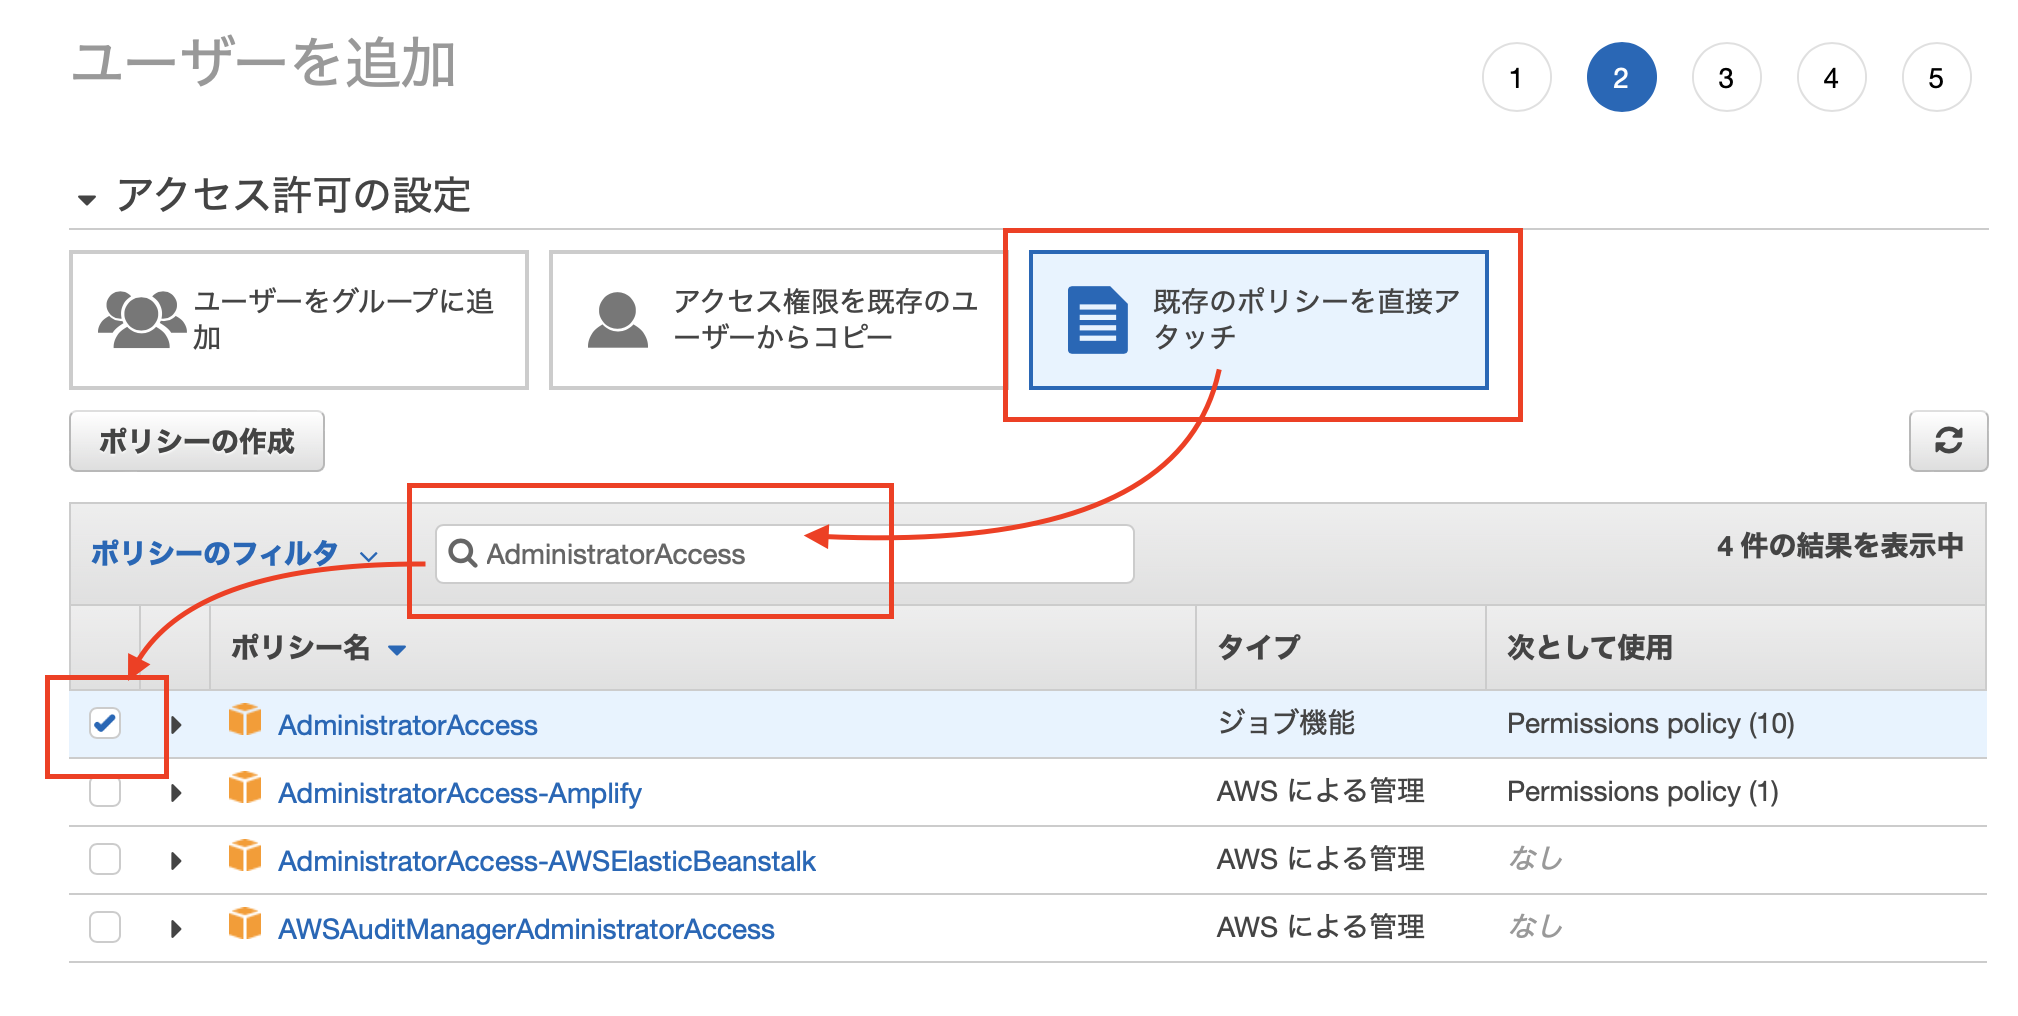 ユーザーを追加
1 2 3 4 5
アクセス許可の設定
ユーザーをグループに追
加
アクセス権限を既存のユ
ーザーからコピー
既存のポリシーを直接ア
タッチ
ポリシーの作成
ポリシーのフィルタ AdministratorAccess 4 件の結果を表示中
ポリシー名 タイプ 次として使用
AdministratorAccess ジョブ機能 Permissions policy (10)
AdministratorAccess-Amplify AWS による管理 Permissions policy (1)
AdministratorAccess-AWSElasticBeanstalk AWS による管理 なし
AWSAuditManagerAdministratorAccess AWS による管理 なし